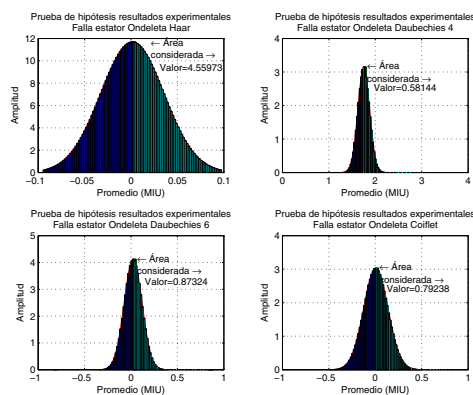 Prueba de hipótesis resultados experimentales
Falla estator Ondeleta Haar
12
10
8
6
4
2
0
Amplitud
← Área
considerada →
Valor=4.55973
−0.1
−0.05
0
0.05
0.1
Promedio (MIU)
Prueba de hipótesis resultados experimentales
Falla estator Ondeleta Daubechies 4
4
3
2
1
0
Amplitud
← Área
considerada →
Valor=0.58144
0
1
2
3
4
Promedio (MIU)
Prueba de hipótesis resultados experimentales
Falla estator Ondeleta Daubechies 6
5
4
3
2
1
0
Amplitud
← Área
considerada →
Valor=0.87324
−1
−0.5
0
0.5
1
Promedio (MIU)
Prueba de hipótesis resultados experimentales
Falla estator Ondeleta Coiflet
4
3
2
1
0
Amplitud
← Área
considerada →
Valor=0.79238
−1
−0.5
0
0.5
1
Promedio (MIU)